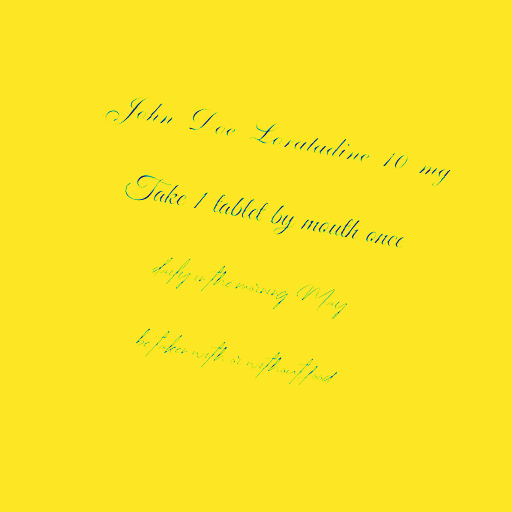 John Doe Loratadine 10 mg
Take 1 tablet by mouth once
daily in the morning May
be taken with or without food